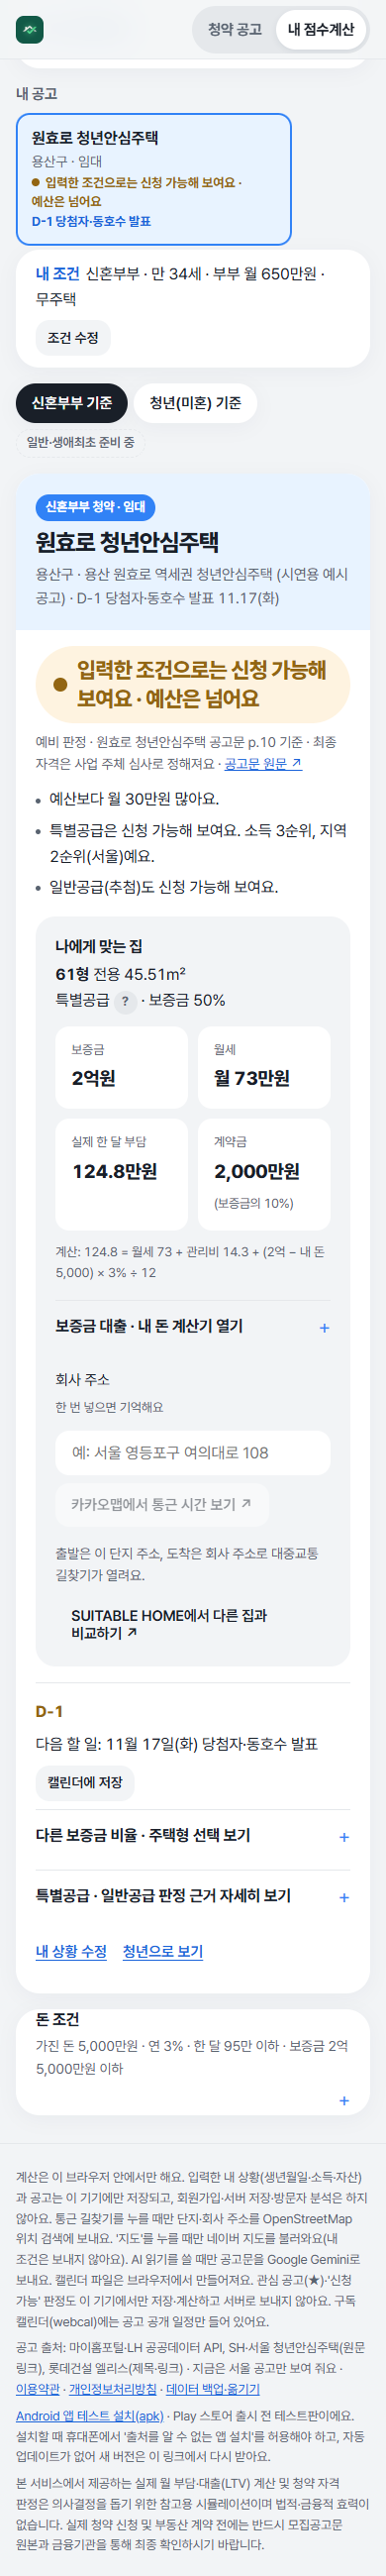 청약 공고
내 점수계산
내 공고
원효로 청년안심주택
용산구 · 임대
입력한 조건으로는 신청 가능해 보여요 ·
예산은 넘어요
D-1 당첨자·동호수 발표
내 조건 신혼부부 · 만 34세 · 부부 월 650만원 ·
무주택
조건 수정
신혼부부 기준
청년(미혼) 기준
일반·생애최초 준비 중
신혼부부 청약 · 임대
원효로 청년안심주택
용산구 · 용산 원효로 역세권 청년안심주택 (시연용 예시
공고) · D-1 당첨자·동호수 발표 11.17(화)
입력한 조건으로는 신청 가능해
보여요 · 예산은 넘어요
예비 판정 · 원효로 청년안심주택 공고문 p.10 기준 · 최종
자격은 사업 주체 심사로 정해져요 · 공고문 원문 ↗
• 예산보다 월 30만원 많아요.
• 특별공급은 신청 가능해 보여요. 소득 3순위, 지역
2순위(서울)예요.
• 일반공급(추첨)도 신청 가능해 보여요.
나에게 맞는 집
61형 전용 45.51m²
특별공급 ? · 보증금 50%
보증금
2억원
월세
월 73만원
실제 한 달 부담
124.8만원
계약금
2,000만원
(보증금의 10%)
계산: 124.8 = 월세 73 + 관리비 14.3 + (2억 − 내 돈
5,000) × 3% ÷ 12
보증금 대출 · 내 돈 계산기 열기 +
회사 주소
한 번 넣으면 기억해요
예: 서울 영등포구 여의대로 108
카카오맵에서 통근 시간 보기 ↗
출발은 이 단지 주소, 도착은 회사 주소로 대중교통
길찾기가 열려요.
SUITABLE HOME에서 다른 집과
비교하기 ↗
D-1
다음 할 일: 11월 17일(화) 당첨자·동호수 발표
캘린더에 저장
다른 보증금 비율 · 주택형 선택 보기 +
특별공급 · 일반공급 판정 근거 자세히 보기 +
내 상황 수정 청년으로 보기
돈 조건
가진 돈 5,000만원 · 연 3% · 한 달 95만 이하 · 보증금 2억
5,000만원 이하
+
계산은 이 브라우저 안에서만 해요. 입력한 내 상황(생년월일·소득·자산)
과 공고는 이 기기에만 저장되고, 회원가입·서버 저장·방문자 분석은 하지
않아요. 통근 길찾기를 누를 때만 단지·회사 주소를 OpenStreetMap
위치 검색에 보내요. '지도'를 누를 때만 네이버 지도를 불러와요(내
조건은 보내지 않아요). AI 읽기를 쓸 때만 공고문을 Google Gemini로
보내요. 캘린더 파일은 브라우저에서 만들어져요. 관심 공고(★)·'신청
가능' 판정도 이 기기에서만 저장·계산하고 서버로 보내지 않아요. 구독
캘린더(webcal)에는 공고 공개 일정만 들어 있어요.
공고 출처: 마이홈포털·LH 공공데이터 API, SH·서울 청년안심주택(원문
링크), 롯데건설 엘리스(제목·링크) · 지금은 서울 공고만 보여 줘요 ·
이용약관 · 개인정보처리방침 · 데이터 백업·옮기기
Android 앱 테스트 설치(apk) · Play 스토어 출시 전 테스트판이에요.
설치할 때 휴대폰에서 '출처를 알 수 없는 앱 설치'를 허용해야 하고, 자동
업데이트가 없어 새 버전은 이 링크에서 다시 받아요.
본 서비스에서 제공하는 실제 월 부담·대출(LTV) 계산 및 청약 자격
판정은 의사결정을 돕기 위한 참고용 시뮬레이션이며 법적·금융적 효력이
없습니다. 실제 청약 신청 및 부동산 계약 전에는 반드시 모집공고문
원본과 금융기관을 통해 최종 확인하시기 바랍니다.